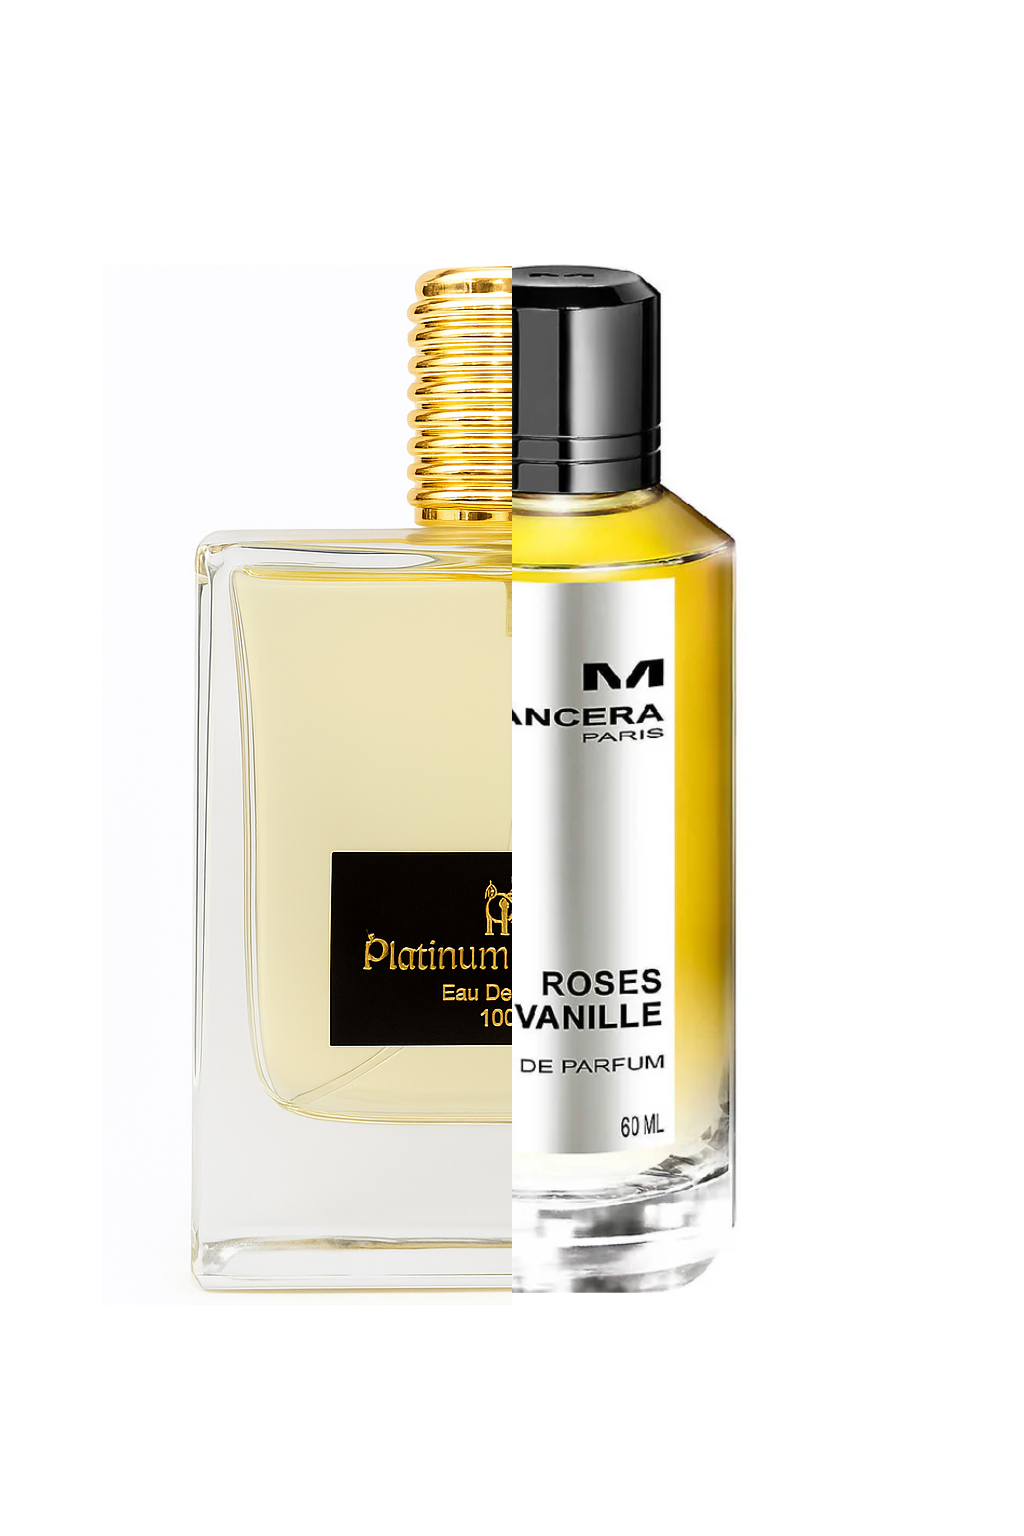 Platinum
Eau De
100
M
ANCERA
PARIS
ROSES
VANILLE
DE PARFUM
60 ML